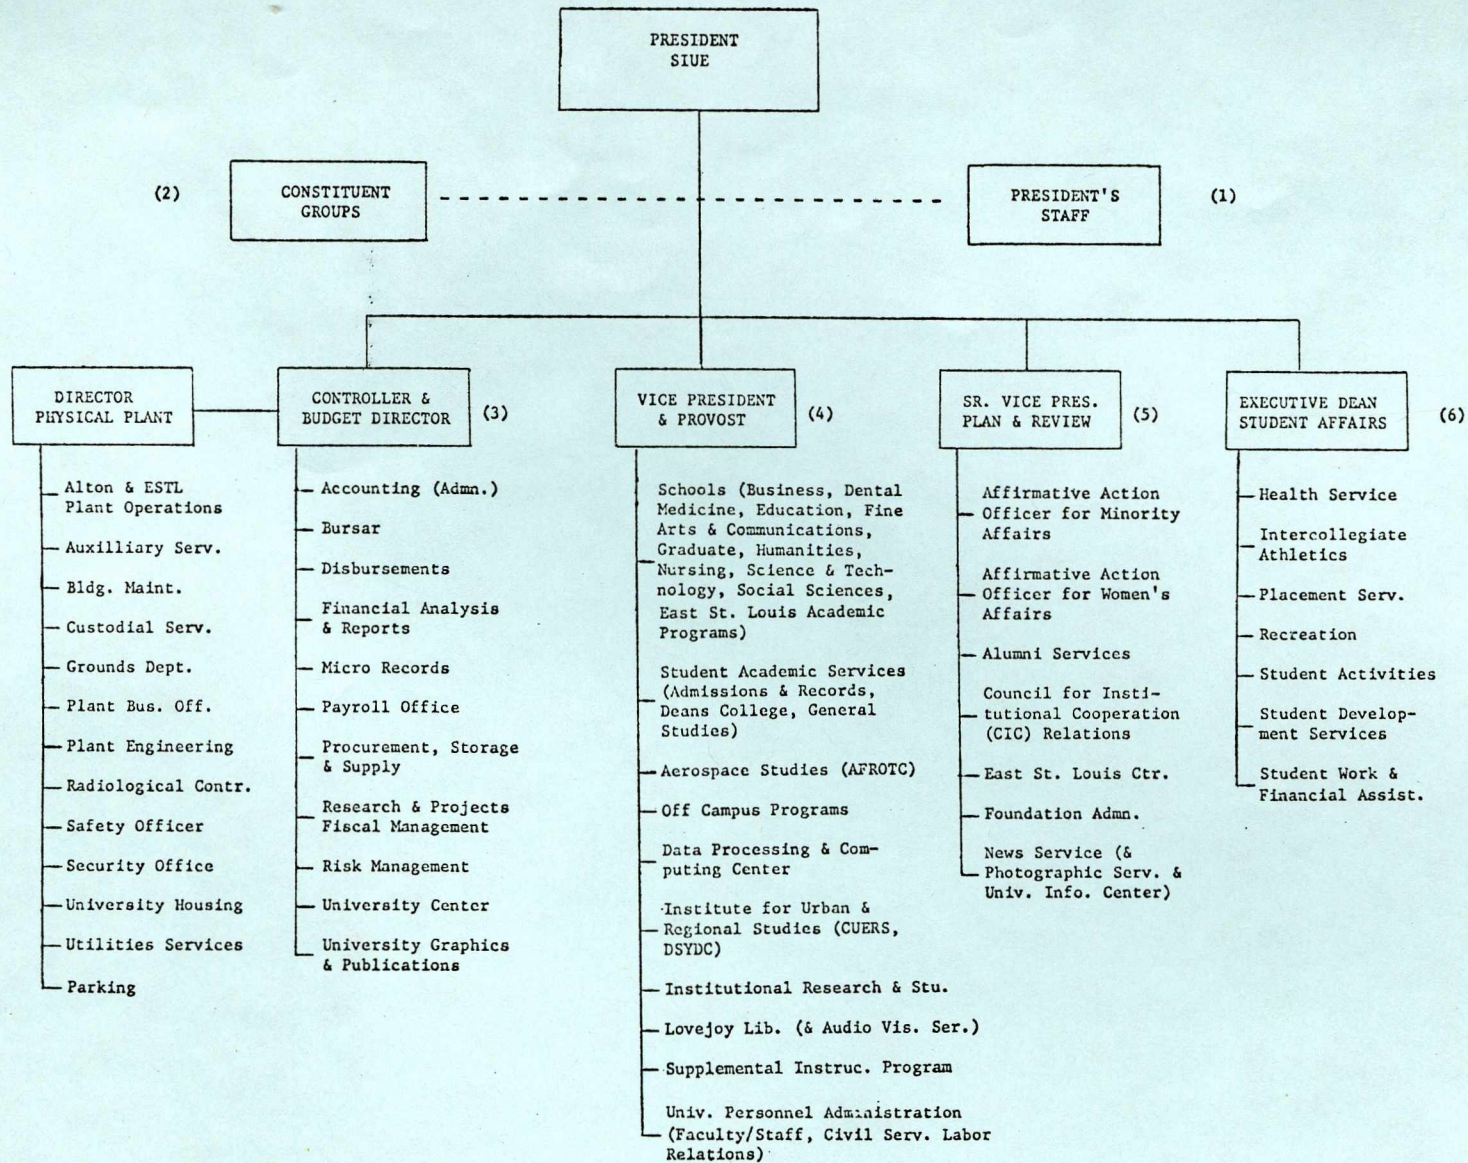 PRESIDENT
SIUE
(2)
CONSTITUENT
GROUPS
PRESIDENT'S
STAFF
(1)
DIRECTOR
PHYSICAL PLANT
CONTROLLER &
BUDGET DIRECTOR
(3)
VICE PRESIDENT
& PROVOST
(4)
SR. VICE PRES.
PLAN & REVIEW
(5)
EXECUTIVE DEAN
STUDENT AFFAIRS
(6)
Alton & ESTL
Plant Operations
Auxilliary Serv.
Bldg. Maint.
Custodial Serv.
Grounds Dept.
Plant Bus. Off.
Plant Engineering
Radiological Contr.
Safety Officer
Security Office
University Housing
Utilities Services
Parking
Accounting (Admn.)
Bursar
Disbursements
Financial Analysis
& Reports
Micro Records
Payroll Office
Procurement, Storage
& Supply
Research & Projects
Fiscal Management
Risk Management
University Center
University Graphics
& Publications
Schools (Business, Dental
Medicine, Education, Fine
Arts & Communications,
Graduate, Humanities,
Nursing, Science & Tech-
nology, Social Sciences,
East St. Louis Academic
Programs)
Student Academic Services
(Admissions & Records,
Deans College, General
Studies)
Aerospace Studies (AFROTC)
Off Campus Programs
Data Processing & Com-
puting Center
Institute for Urban &
Regional Studies (CUERS,
DSYDC)
Institutional Research & Stu.
Lovejoy Lib. (& Audio Vis. Ser.)
Supplemental Instruc. Program
Univ. Personnel Administration
(Faculty/Staff, Civil Serv. Labor
Relations)
Affirmative Action
Officer for Minority
Affairs
Affirmative Action
Officer for Women's
Affairs
Alumni Services
Council for Insti-
tutional Cooperation
(CIC) Relations
East St. Louis Ctr.
Foundation Admn.
News Service (&
Photographic Serv. &
Univ. Info. Center)
Health Service
Intercollegiate
Athletics
Placement Serv.
Recreation
Student Activities
Student Develop-
ment Services
Student Work &
Financial Assist.